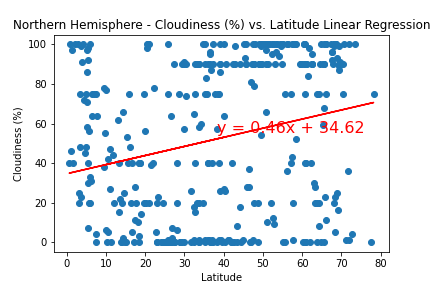 Northern Hemisphere - Cloudiness (%) vs. Latitude Linear Regression
100
80
60
40
20
0
Cloudiness (%)
y = 0.46x + 34.62
0 10 20 30 40 50 60 70 80
Latitude